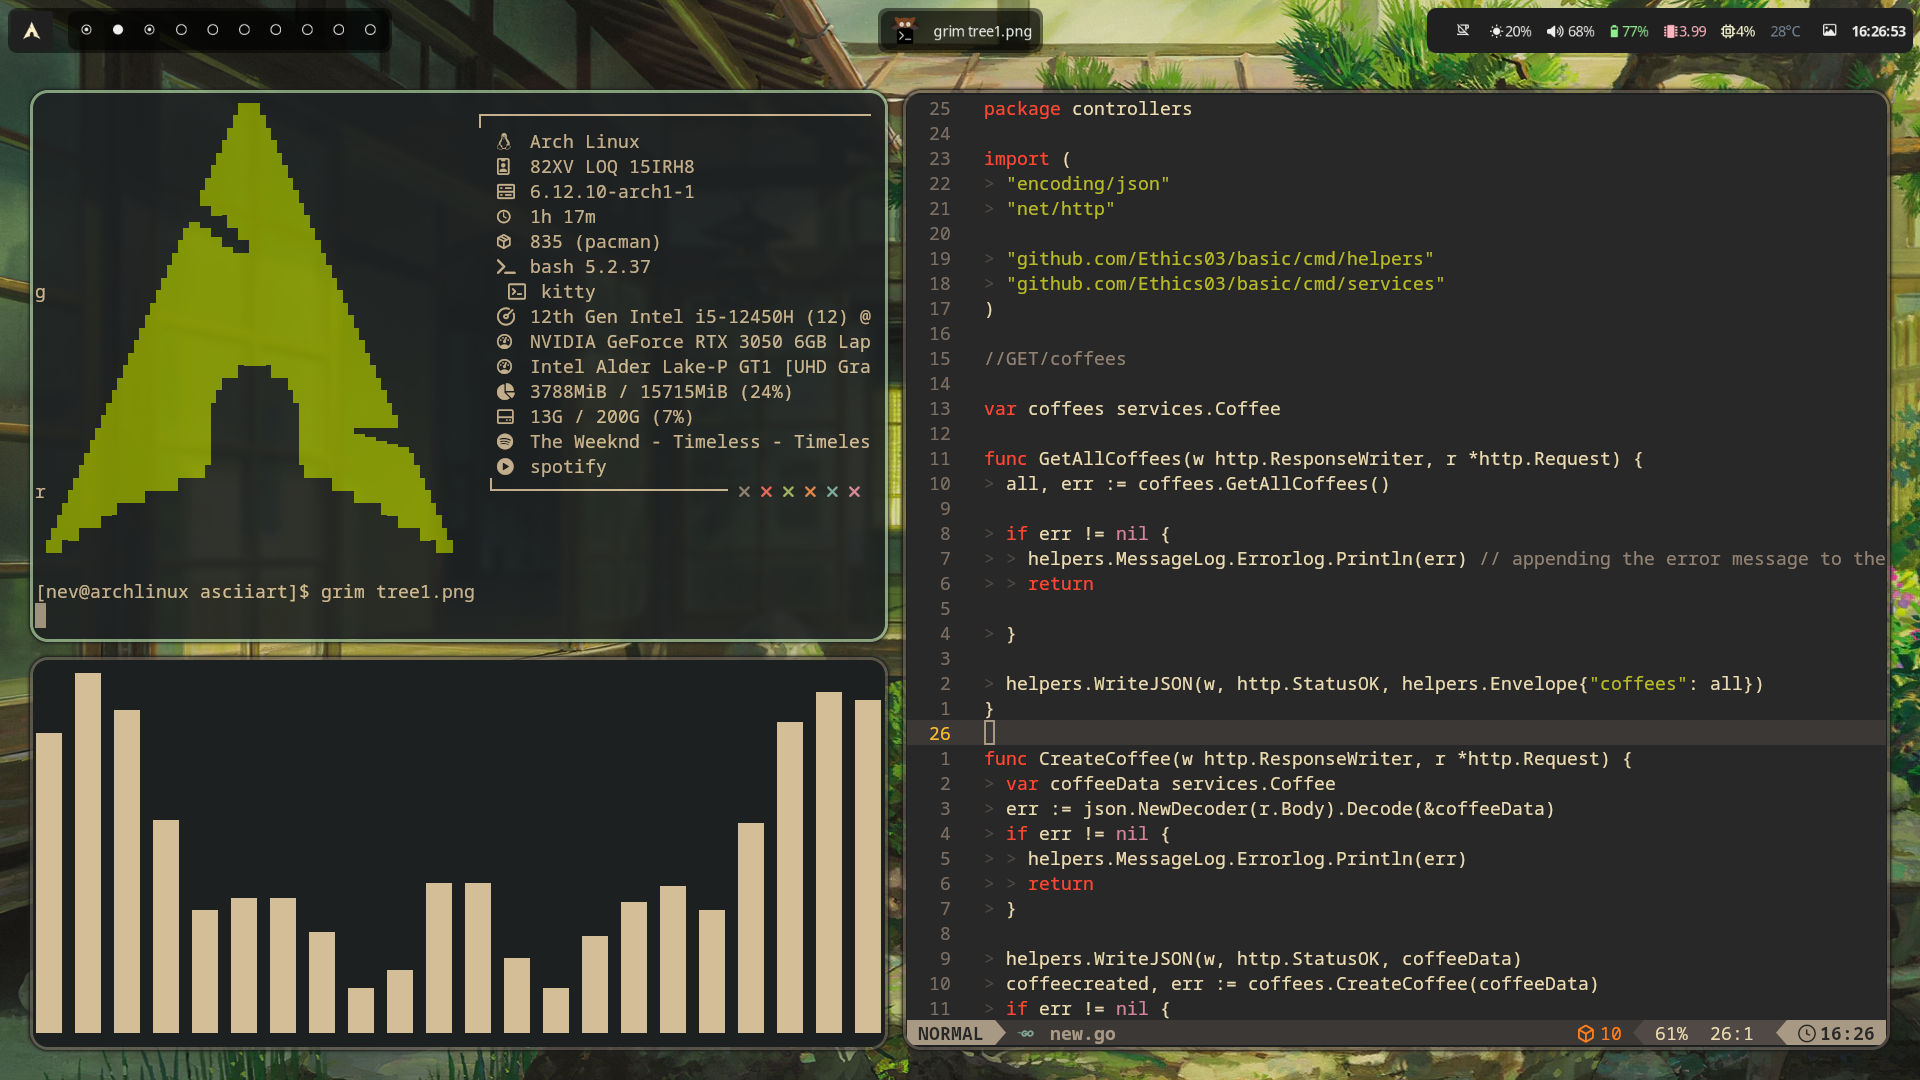 grim tree1.png
20%
68%
77%
3.99
4%
28°C
16:26:53
Arch Linux
82XV LOQ 15IRH8
6.12.10-arch1-1
1h 17m
835 (pacman)
bash 5.2.37
kitty
12th Gen Intel i5-12450H (12) @
NVIDIA GeForce RTX 3050 6GB Lap
Intel Alder Lake-P GT1 [UHD Gra
3788MiB / 15715MiB (24%)
13G / 200G (7%)
The Weeknd - Timeless - Timeles
spotify
g
r
[nev@archlinux asciiart]$ grim tree1.png
25 package controllers
24
23 import (
22 > "encoding/json"
21 > "net/http"
20
19 > "github.com/Ethics03/basic/cmd/helpers"
18 > "github.com/Ethics03/basic/cmd/services"
17 )
16
15 //GET/coffees
14
13 var coffees services.Coffee
12
11 func GetAllCoffees(w http.ResponseWriter, r *http.Request) {
10 > all, err := coffees.GetAllCoffees()
9
8 > if err != nil {
7 > > helpers.MessageLog.Errorlog.Println(err) // appending the error message to the
6 > > return
5
4 > }
3
2 > helpers.WriteJSON(w, http.StatusOK, helpers.Envelope{"coffees": all})
1 }
26
1 func CreateCoffee(w http.ResponseWriter, r *http.Request) {
2 > var coffeeData services.Coffee
3 > err := json.NewDecoder(r.Body).Decode(&coffeeData)
4 > if err != nil {
5 > > helpers.MessageLog.Errorlog.Println(err)
6 > > return
7 > }
8
9 > helpers.WriteJSON(w, http.StatusOK, coffeeData)
10 > coffeecreated, err := coffees.CreateCoffee(coffeeData)
11 > if err != nil {
NORMAL new.go 10 61% 26:1 16:26